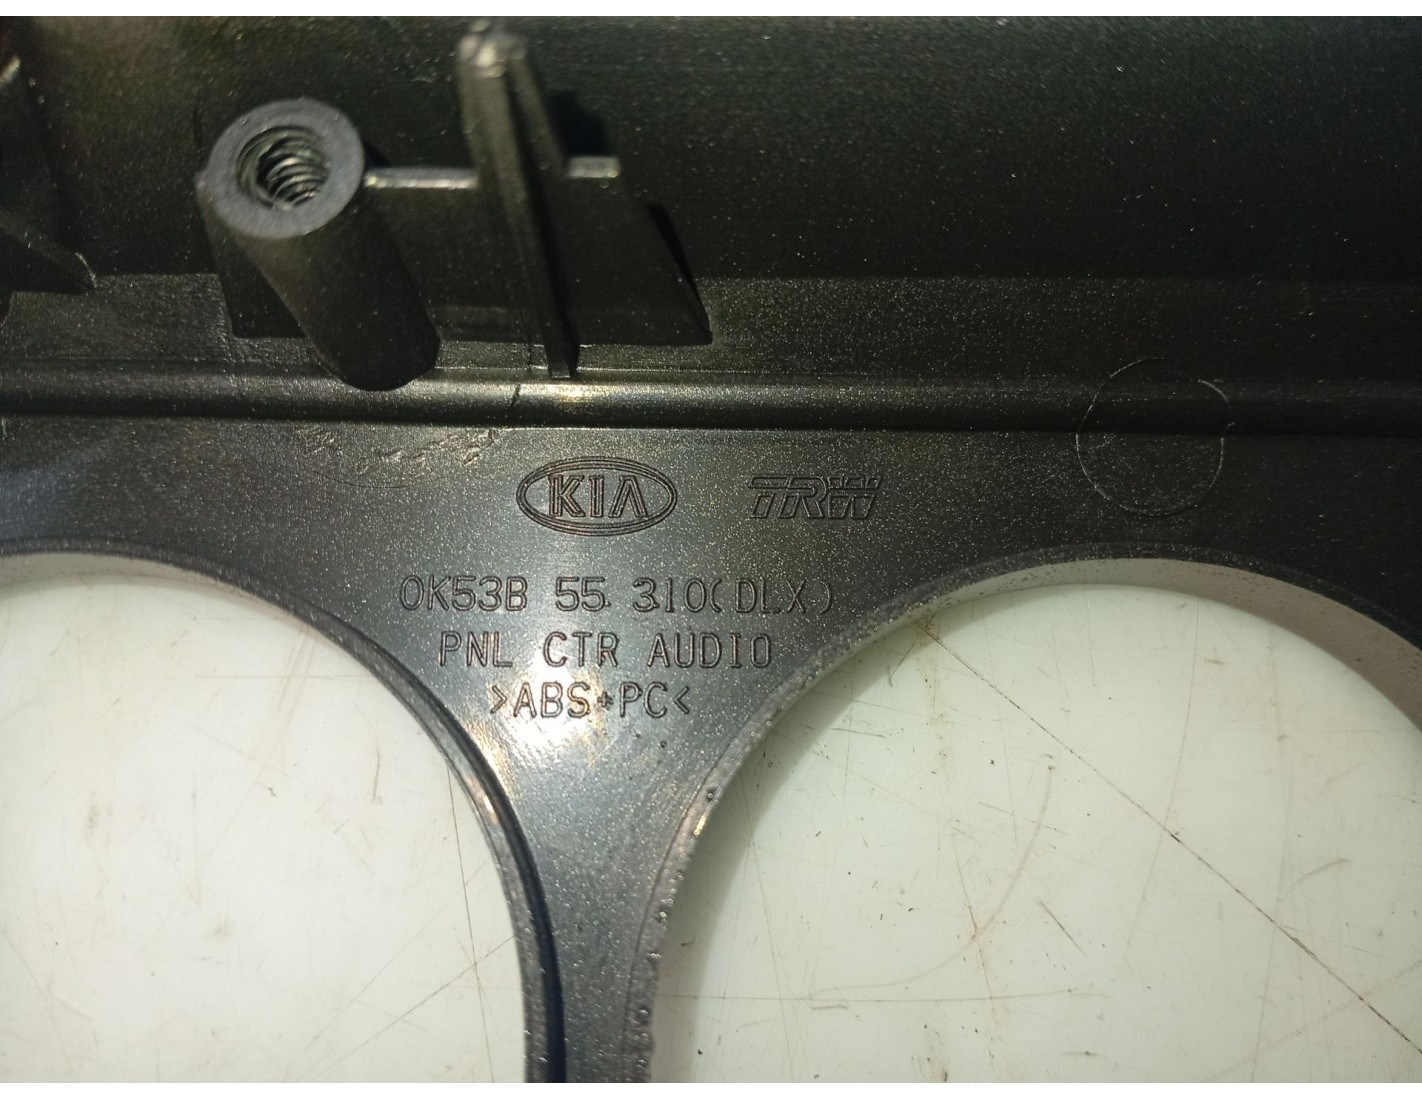 KIA TRW
0K53B 55 310(DLX)
PNL CTR AUDIO
>ABS+PC<